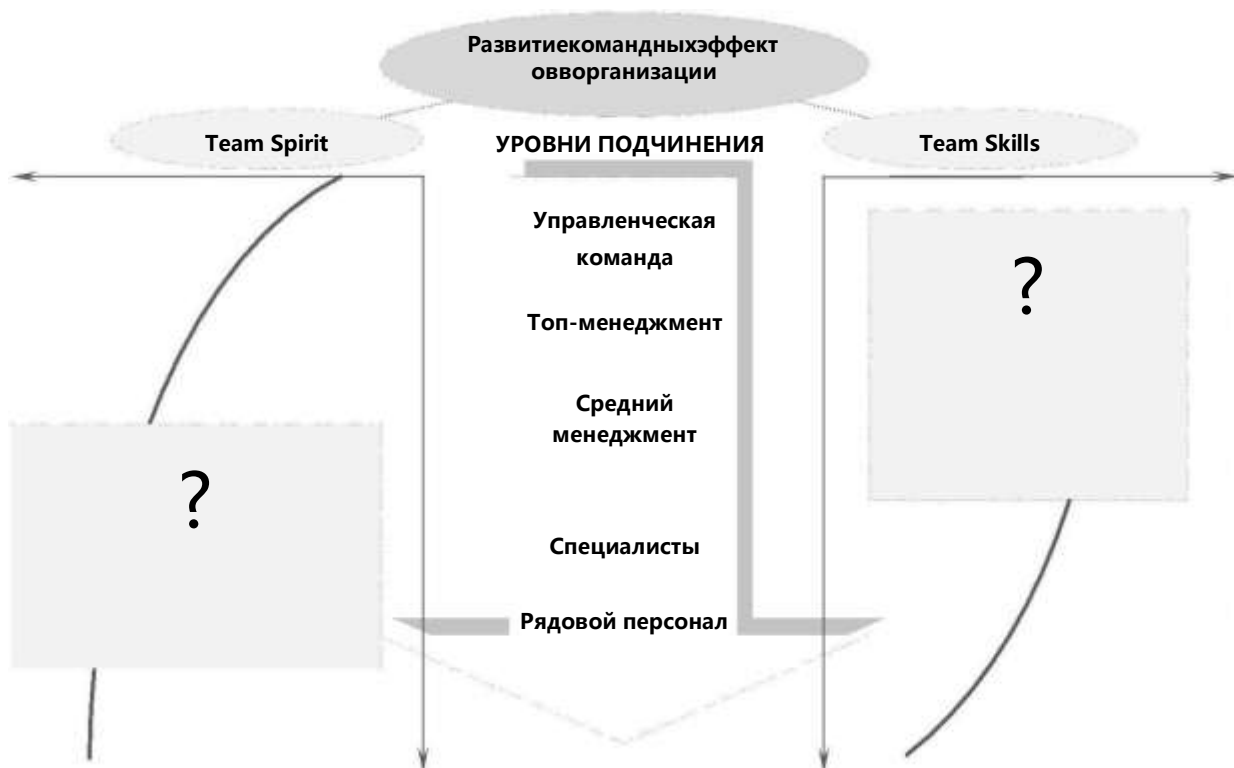 Развитиекомандныхэффект
овворганизации
Team Spirit
УРОВНИ ПОДЧИНЕНИЯ
Team Skills
Управленческая
команда
?
Топ-менеджмент
Средний
менеджмент
?
Специалисты
Рядовой персонал